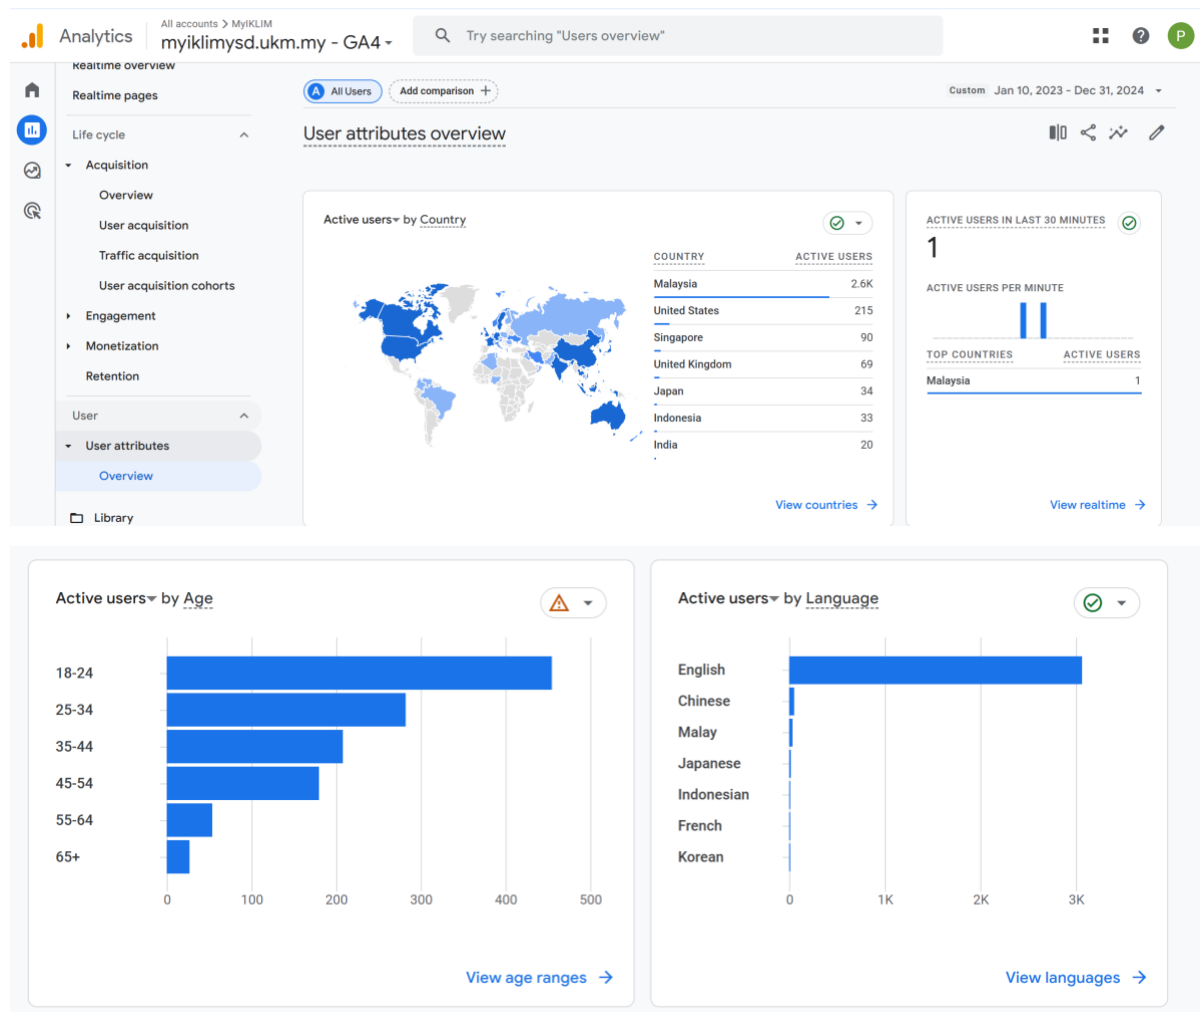 All accounts > MyIKLIM
Analytics
myiklimysd.ukm.my - GA4
Try searching "Users overview"
P
Realtime overview
Realtime pages
Life cycle
Acquisition
Overview
User acquisition
Traffic acquisition
User acquisition cohorts
Engagement
Monetization
Retention
User
User attributes
Overview
Library
A All Users
Add comparison +
Custom Jan 10, 2023 - Dec 31, 2024
User attributes overview
Active users by Country
COUNTRY ACTIVE USERS
Malaysia 2.6K
United States 215
Singapore 90
United Kingdom 69
Japan 34
Indonesia 33
India 20
View countries
ACTIVE USERS IN LAST 30 MINUTES
1
ACTIVE USERS PER MINUTE
TOP COUNTRIES ACTIVE USERS
Malaysia 1
View realtime
Active users by Age
18-24
25-34
35-44
45-54
55-64
65+
0 100 200 300 400 500
View age ranges
Active users by Language
English
Chinese
Malay
Japanese
Indonesian
French
Korean
0 1K 2K 3K
View languages